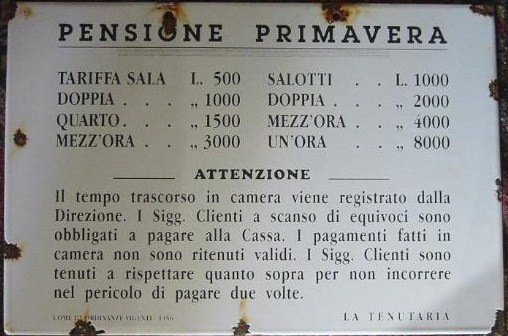 PENSIONE PRIMAVERA
TARIFFA SALA L. 500 SALOTTI . . L. 1000
DOPPIA . . . „ 1000 DOPPIA . . . „ 2000
QUARTO . . . „ 1500 MEZZ'ORA . . „ 4000
MEZZ'ORA . . „ 3000 UN'ORA . . „ 8000
ATTENZIONE
Il tempo trascorso in camera viene registrato dalla
Direzione. I Sigg. Clienti a scanso di equivoci sono
obbligati a pagare alla Cassa. I pagamenti fatti in
camera non sono ritenuti validi. I Sigg. Clienti sono
tenuti a rispettare quanto sopra per non incorrere
nel pericolo di pagare due volte.
COME ORDINANZE VIGENTI LA TENUTARIA